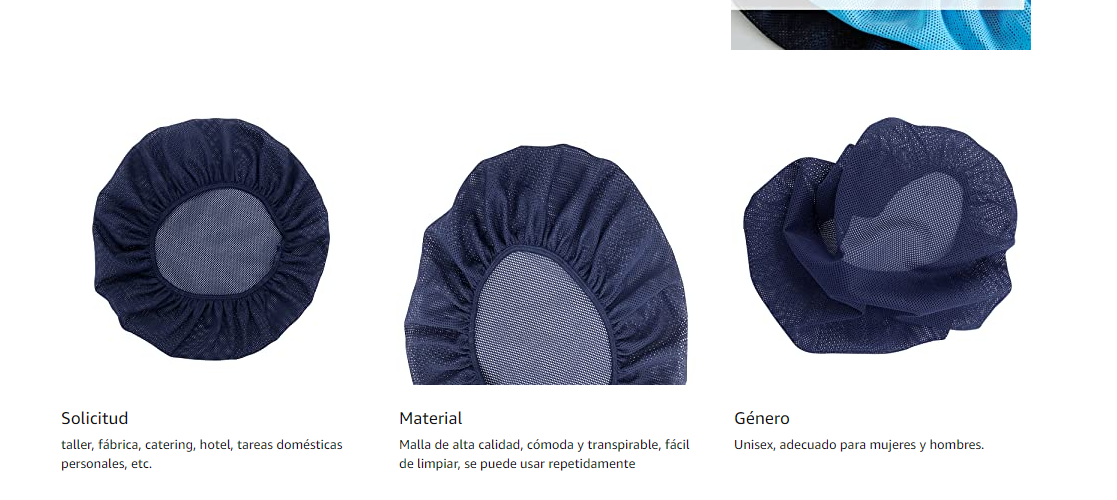 Solicitud
taller, fábrica, catering, hotel, tareas domésticas
personales, etc.
Material
Malla de alta calidad, cómoda y transpirable, fácil
de limpiar, se puede usar repetidamente
Género
Unisex, adecuado para mujeres y hombres.